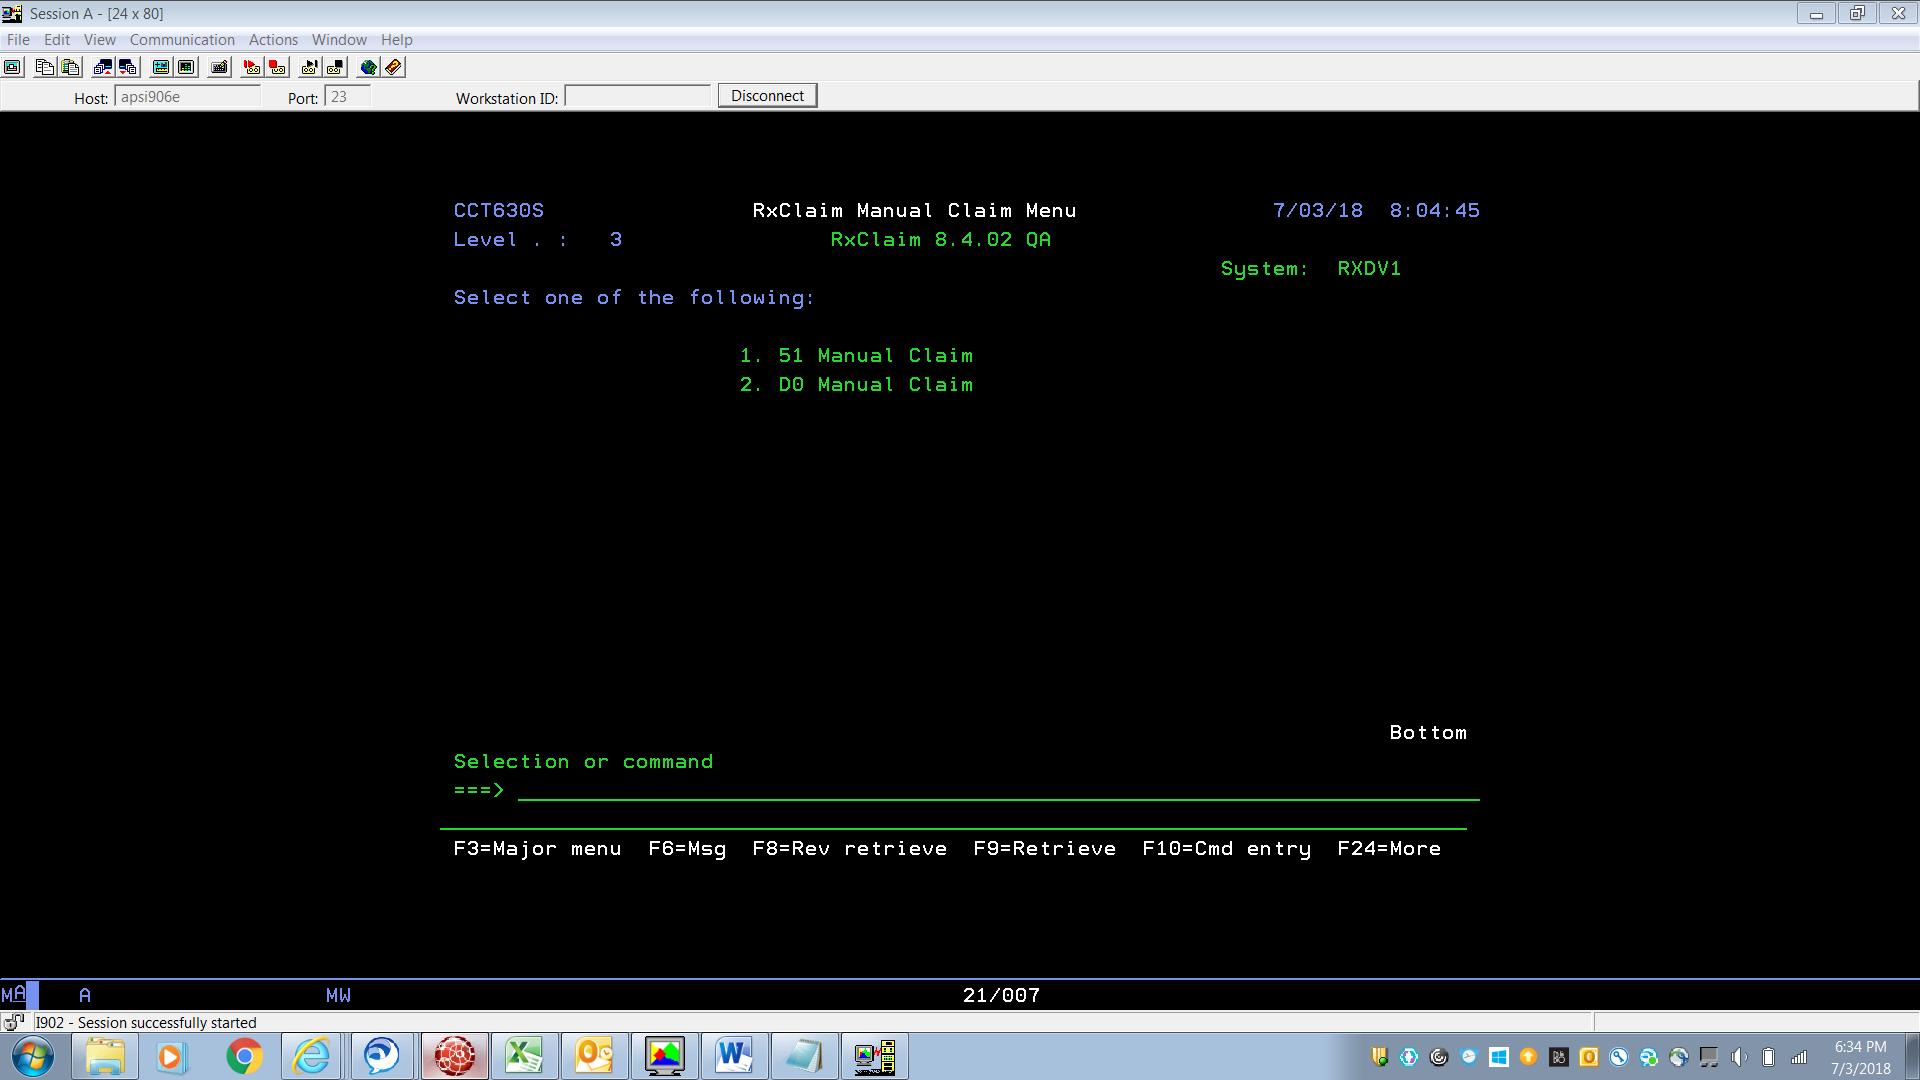 Session A - [24 x 80]
File Edit View Communication Actions Window Help
Host: apsi906e Port: 23 Workstation ID: Disconnect
CCT630S RxClaim Manual Claim Menu 7/03/18 8:04:45
Level . : 3 RxClaim 8.4.02 QA
System: RXDV1
Select one of the following:
1. 51 Manual Claim
2. D0 Manual Claim
Bottom
Selection or command
===>
F3=Major menu F6=Msg F8=Rev retrieve F9=Retrieve F10=Cmd entry F24=More
MA A MW 21/007
I902 - Session successfully started
6:34 PM
7/3/2018